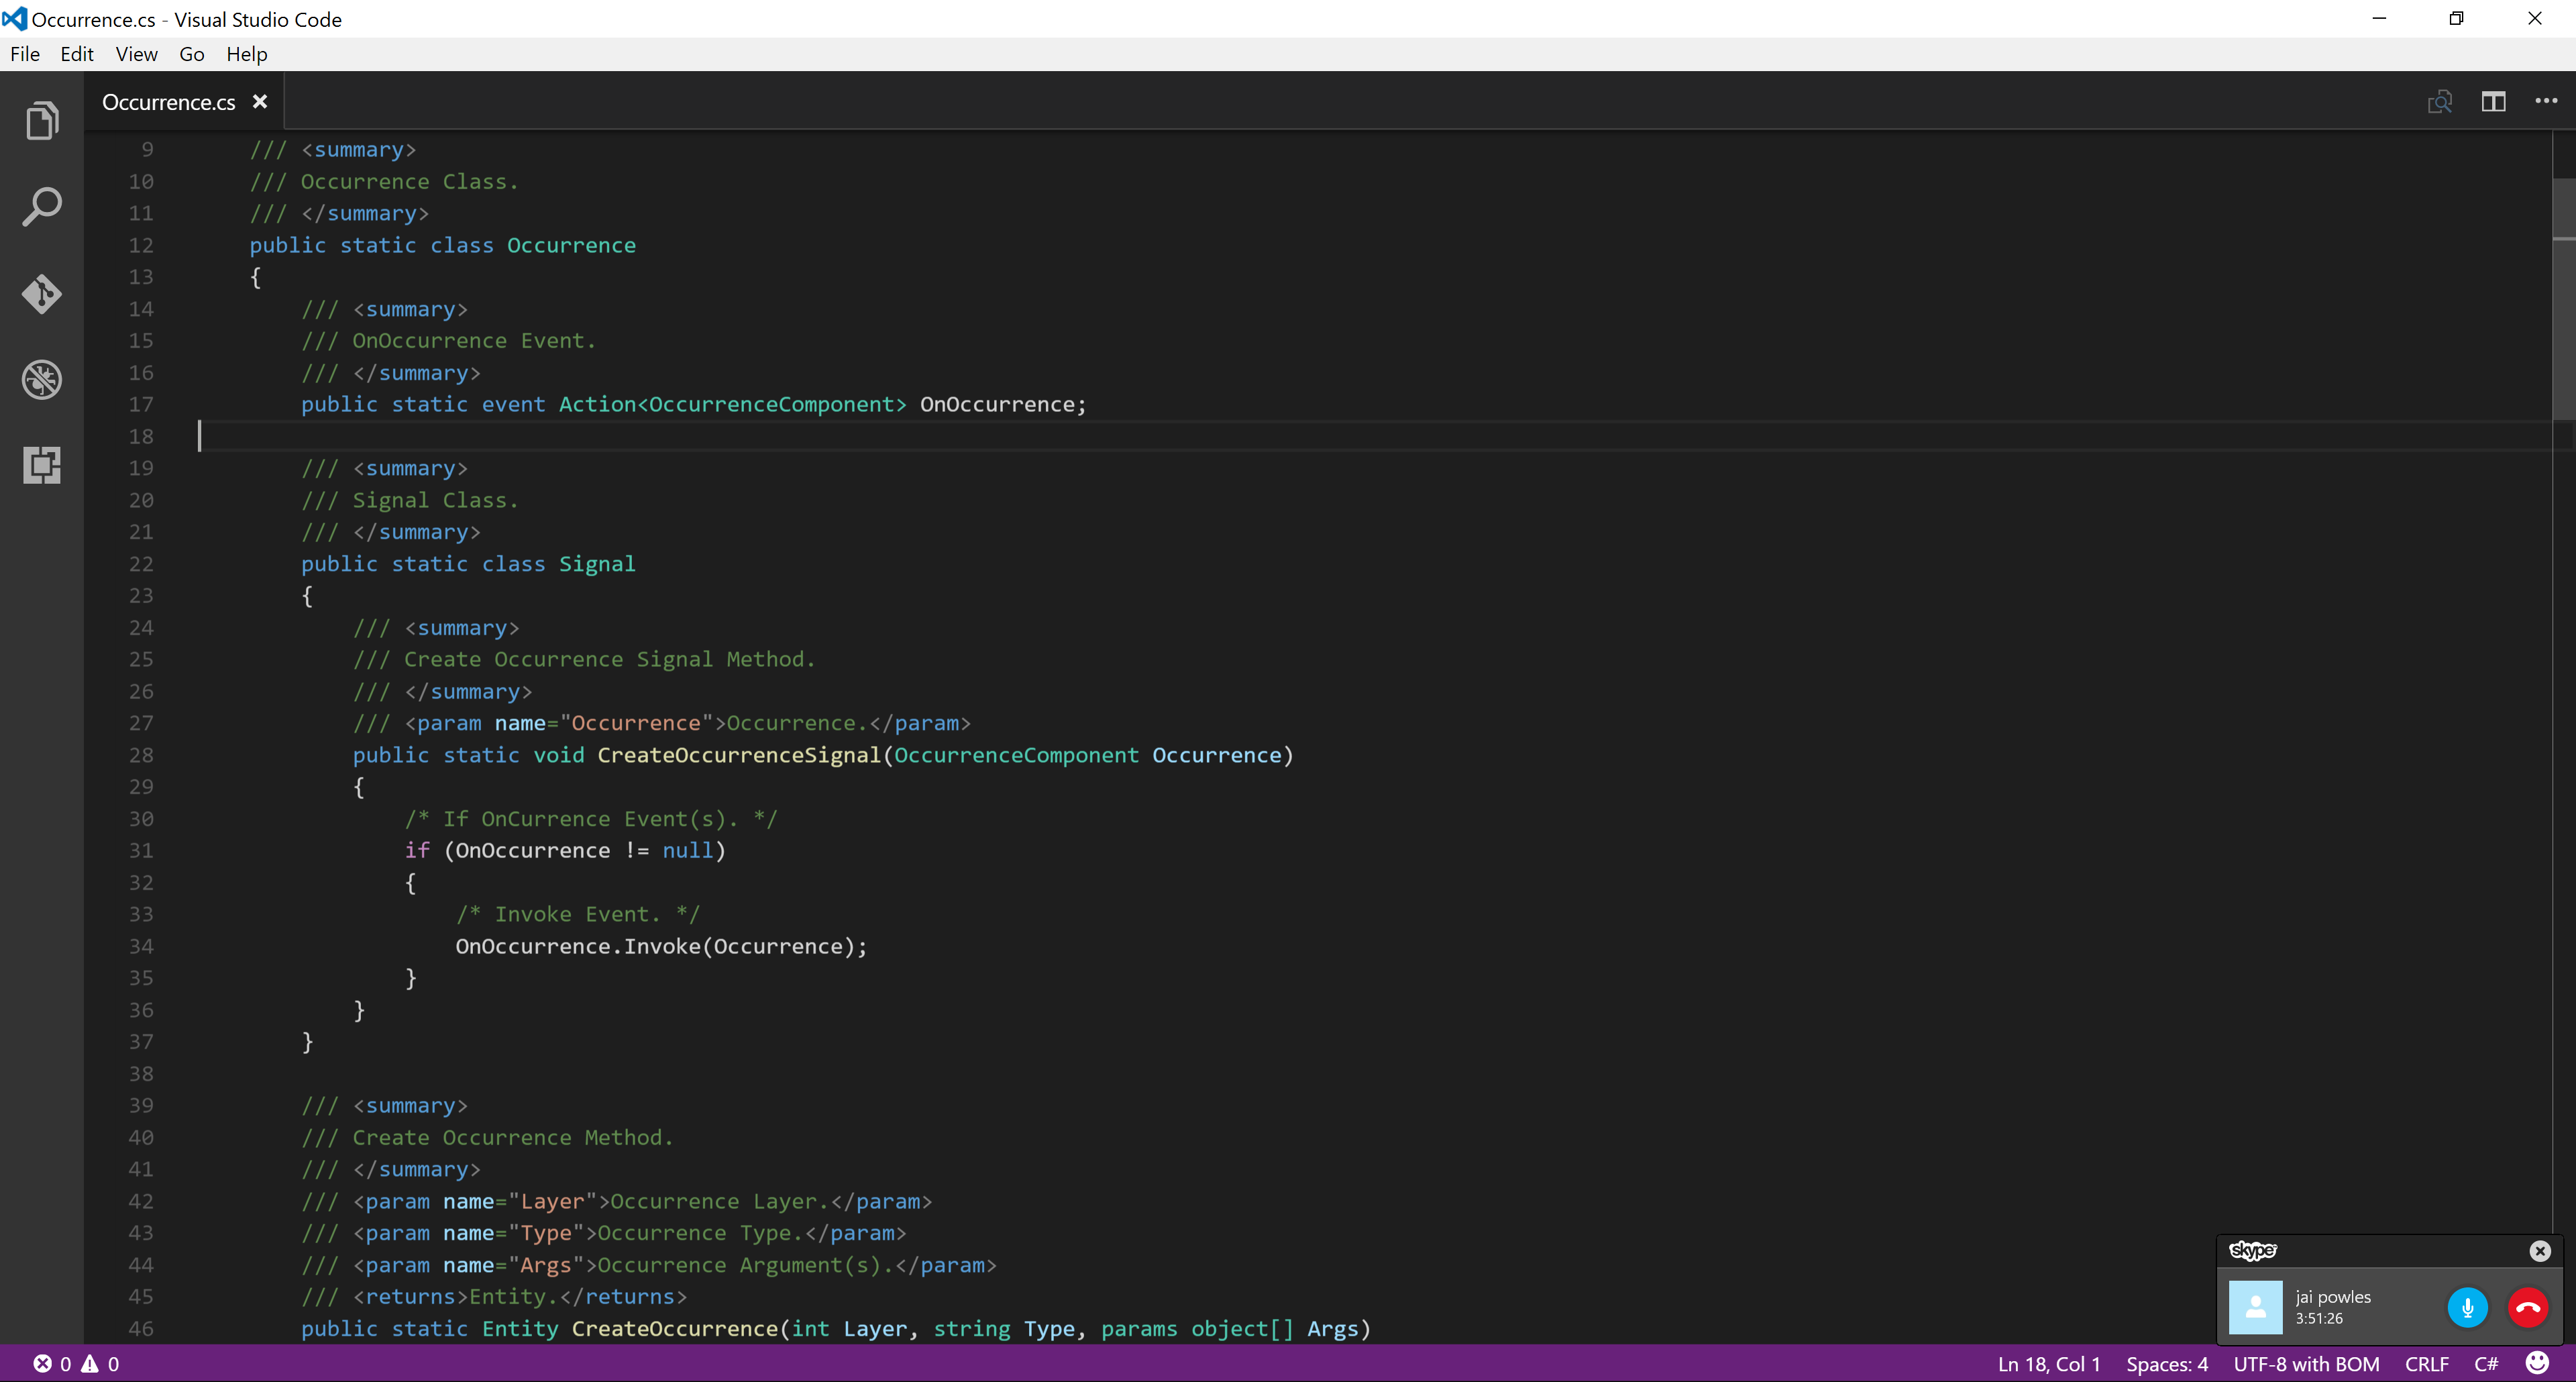 Occurrence.cs - Visual Studio Code
File Edit View Go Help
Occurrence.cs
9 /// <summary>
10 /// Occurrence Class.
11 /// </summary>
12 public static class Occurrence
13 {
14 /// <summary>
15 /// OnOccurrence Event.
16 /// </summary>
17 public static event Action<OccurrenceComponent> OnOccurrence;
18
19 /// <summary>
20 /// Signal Class.
21 /// </summary>
22 public static class Signal
23 {
24 /// <summary>
25 /// Create Occurrence Signal Method.
26 /// </summary>
27 /// <param name="Occurrence">Occurrence.</param>
28 public static void CreateOccurrenceSignal(OccurrenceComponent Occurrence)
29 {
30 /* If OnCurrence Event(s). */
31 if (OnOccurrence != null)
32 {
33 /* Invoke Event. */
34 OnOccurrence.Invoke(Occurrence);
35 }
36 }
37 }
38
39 /// <summary>
40 /// Create Occurrence Method.
41 /// </summary>
42 /// <param name="Layer">Occurrence Layer.</param>
43 /// <param name="Type">Occurrence Type.</param>
44 /// <param name="Args">Occurrence Argument(s).</param>
45 /// <returns>Entity.</returns>
46 public static Entity CreateOccurrence(int Layer, string Type, params object[] Args)
skype
jai powles
3:51:26
0 0 Ln 18, Col 1 Spaces: 4 UTF-8 with BOM CRLF C#